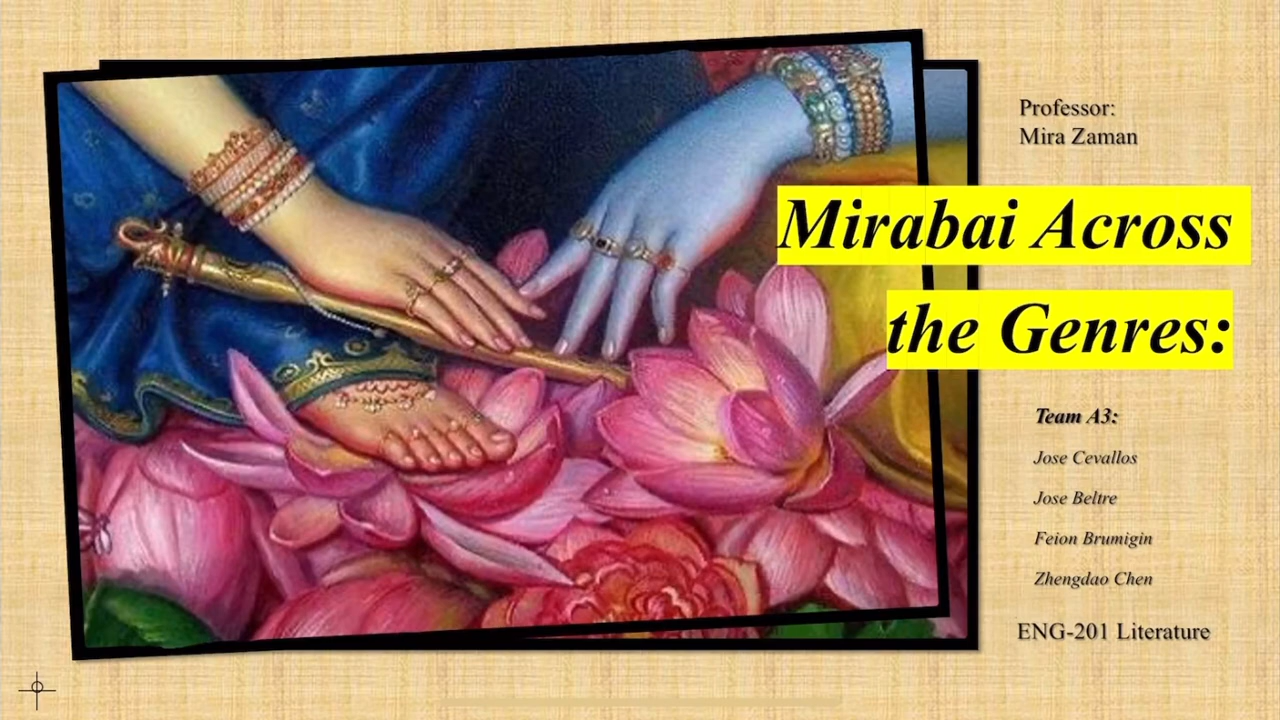 Professor:
Mira Zaman
Mirabai Across
the Genres:
Team A3:
Jose Cevallos
Jose Beltre
Feion Brumigin
Zhengdao Chen
ENG-201 Literature